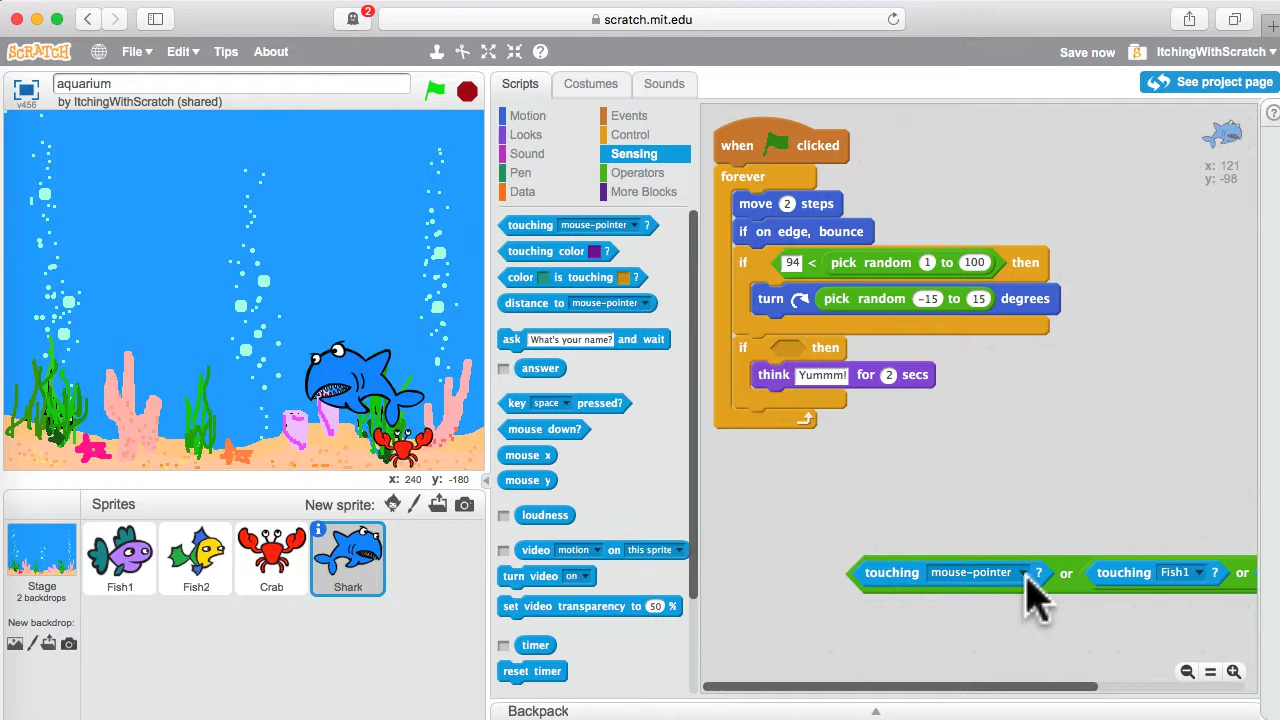 2
scratch.mit.edu
SCRATCH File Edit Tips About Save now ItchingWithScratch
v456
aquarium
by ItchingWithScratch (shared)
Scripts Costumes Sounds
See project page
Motion Events
Looks Control
Sound Sensing
Pen Operators
Data More Blocks
touching mouse-pointer ?
touching color ?
color is touching ?
distance to mouse-pointer
ask What's your name? and wait
answer
key space pressed?
mouse down?
mouse x
mouse y
loudness
video motion on this sprite
turn video on
set video transparency to 50 %
timer
reset timer
when clicked
forever
move 2 steps
if on edge, bounce
if 94 < pick random 1 to 100 then
turn pick random -15 to 15 degrees
if then
think Yummm! for 2 secs
x: 121
y: -98
touching mouse-pointer ? or touching Fish1 ? or
x: 240 y: -180
Sprites New sprite:
Stage
2 backdrops
New backdrop:
Fish1 Fish2 Crab Shark
Backpack